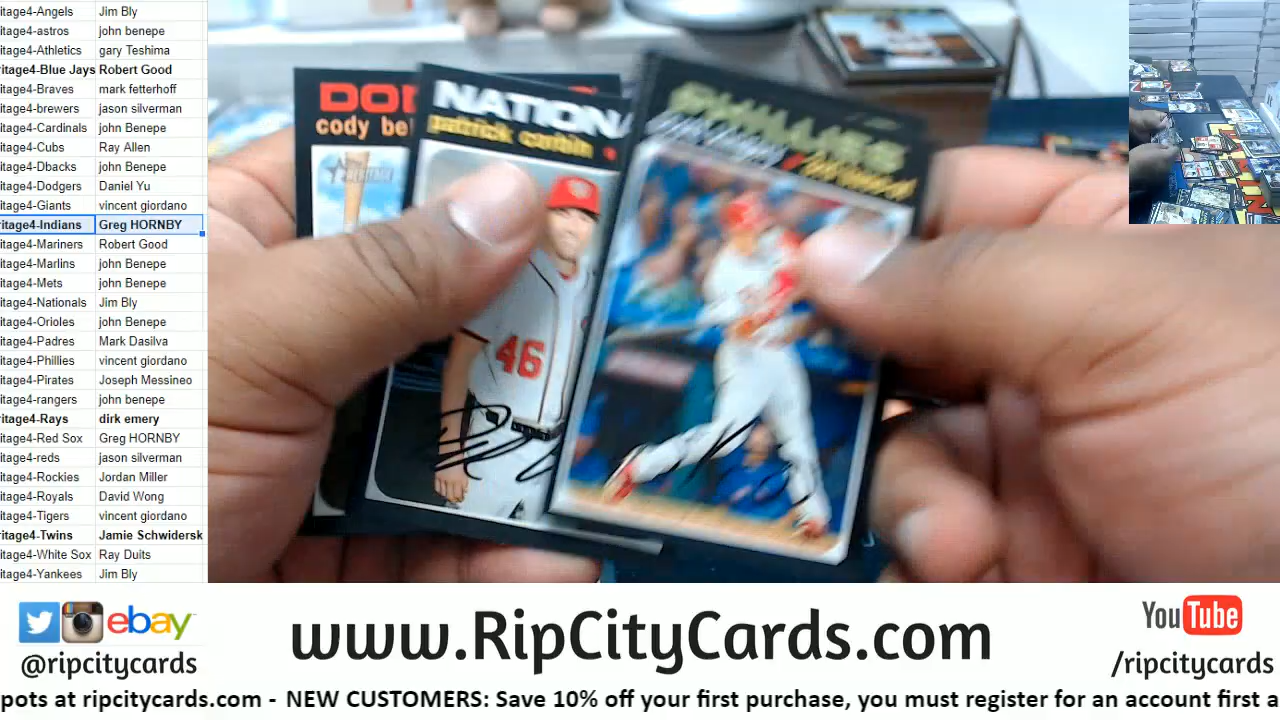 itage4-Angels Jim Bly
itage4-astros john benepe
itage4-Athletics gary Teshima
ritage4-Blue Jays Robert Good
itage4-Braves mark fetterhoff
itage4-brewers jason silverman
itage4-Cardinals john Benepe
itage4-Cubs Ray Allen
itage4-Dbacks john Benepe
itage4-Dodgers Daniel Yu
itage4-Giants vincent giordano
ritage4-Indians Greg HORNBY
itage4-Mariners Robert Good
itage4-Marlins john Benepe
itage4-Mets john Benepe
itage4-Nationals Jim Bly
itage4-Orioles john Benepe
itage4-Padres Mark Dasilva
itage4-Phillies vincent giordano
itage4-Pirates Joseph Messineo
itage4-rangers john benepe
ritage4-Rays dirk emery
itage4-Red Sox Greg HORNBY
itage4-reds jason silverman
itage4-Rockies Jordan Miller
itage4-Royals David Wong
itage4-Tigers vincent giordano
ritage4-Twins Jamie Schwidersk
itage4-White Sox Ray Duits
itage4-Yankees Jim Bly
DOD
cody be
HERITAGE
NATIONA
patrick corbin
46
PHILLIES
ebay
@ripcitycards
www.RipCityCards.com
YouTube
/ripcitycards
pots at ripcitycards.com - NEW CUSTOMERS: Save 10% off your first purchase, you must register for an account first a